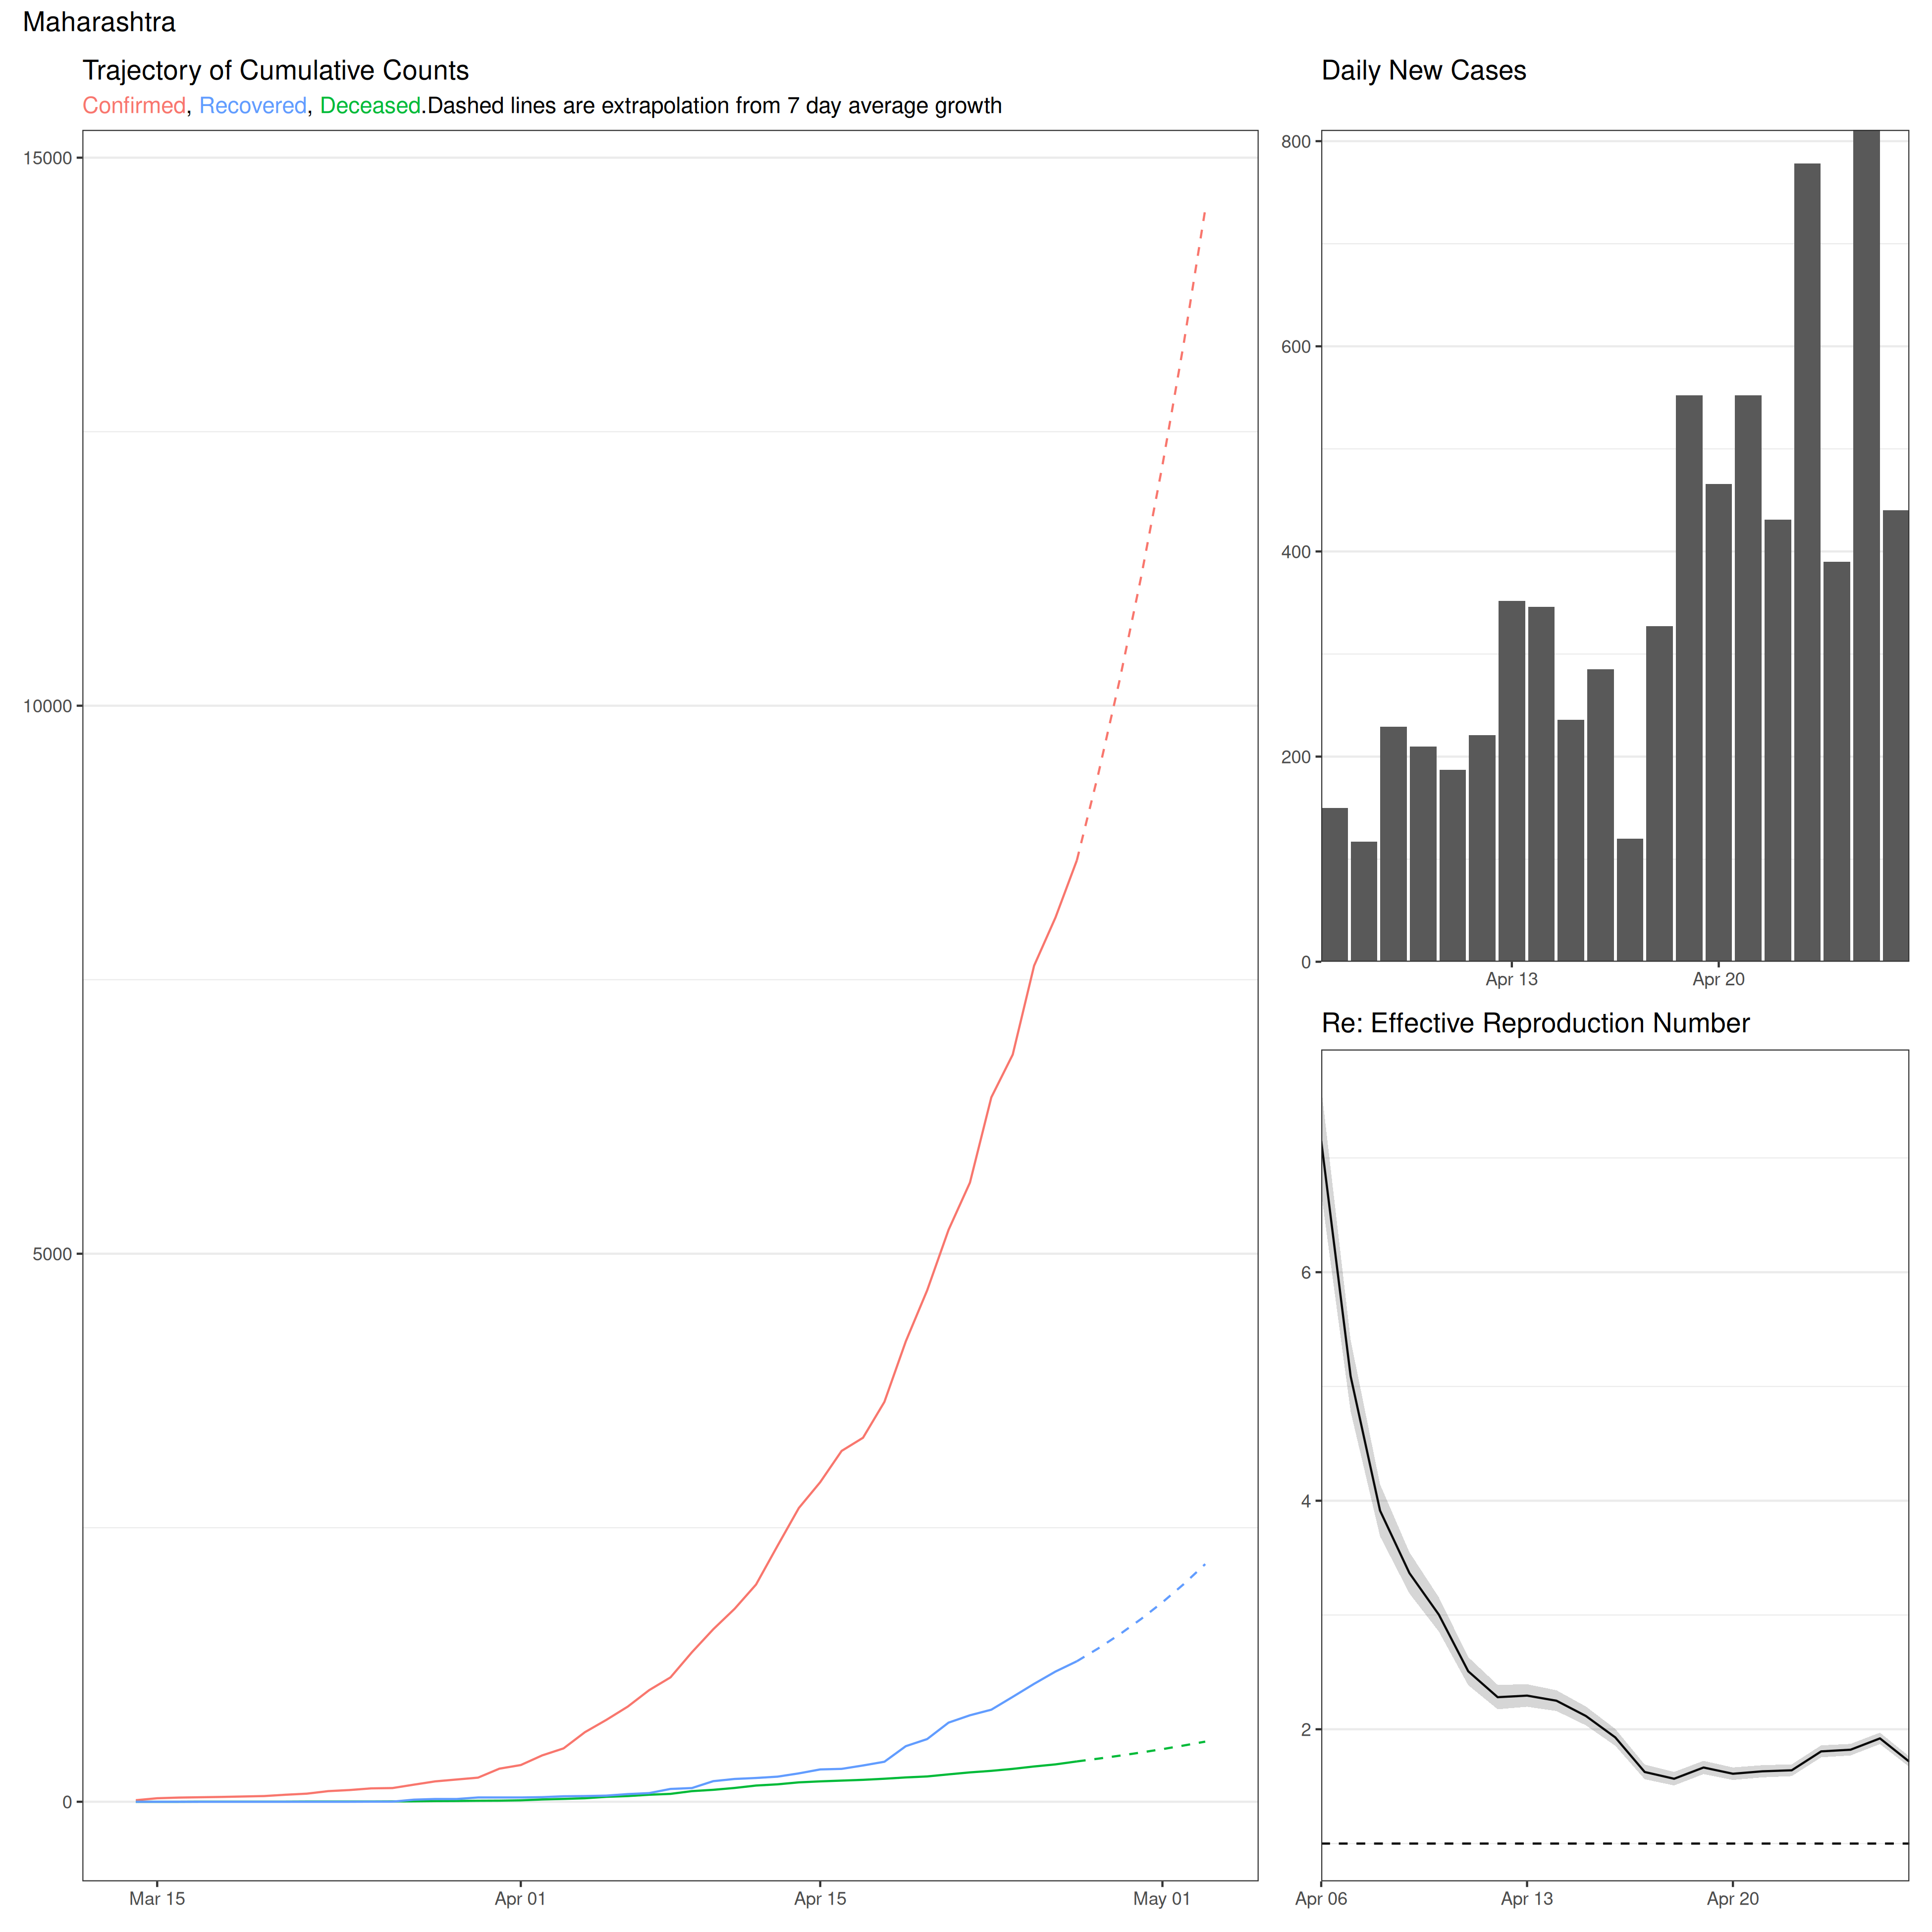 Maharashtra
Trajectory of Cumulative Counts
Confirmed, Recovered, Deceased.Dashed lines are extrapolation from 7 day average growth
15000
10000
5000
0
Mar 15 Apr 01 Apr 15 May 01
Daily New Cases
800
600
400
200
0
Apr 13 Apr 20
Re: Effective Reproduction Number
6
4
2
Apr 06 Apr 13 Apr 20